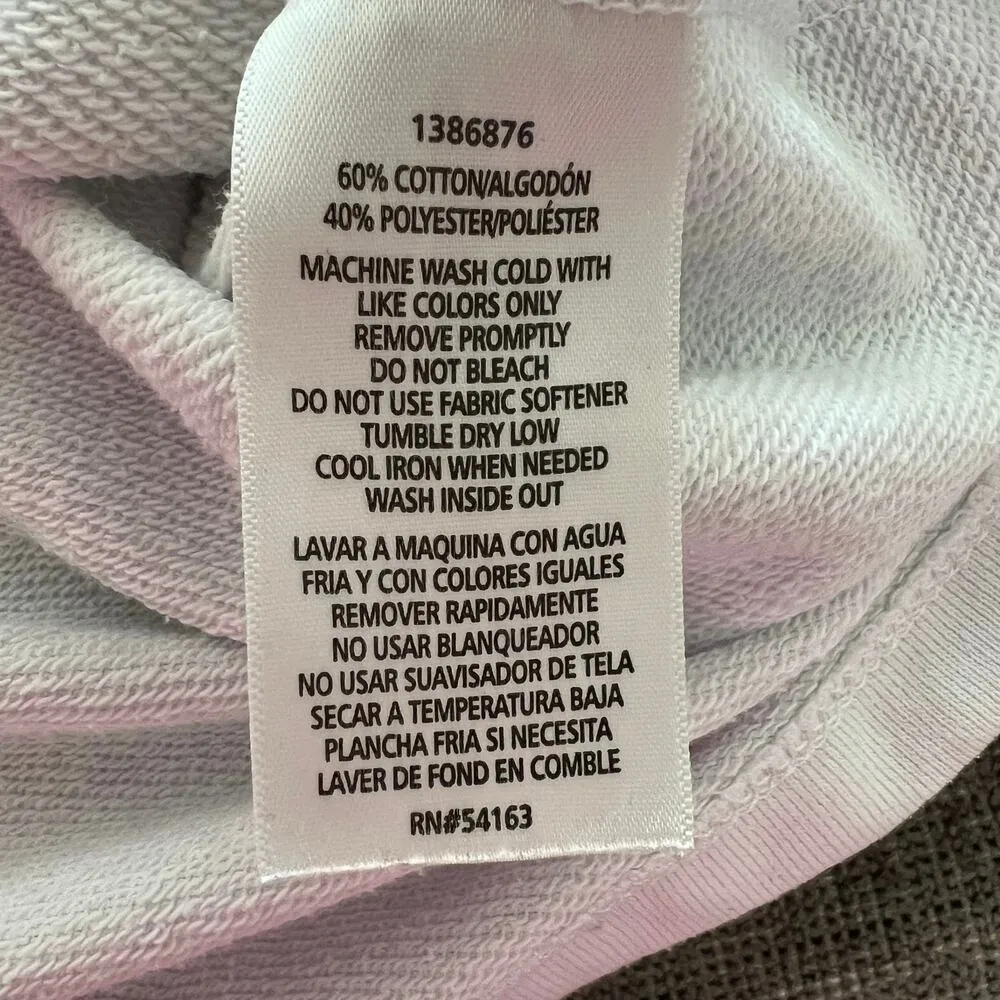 1386876
60% COTTON/ALGODÓN
40% POLYESTER/POLIÉSTER
MACHINE WASH COLD WITH
LIKE COLORS ONLY
REMOVE PROMPTLY
DO NOT BLEACH
DO NOT USE FABRIC SOFTENER
TUMBLE DRY LOW
COOL IRON WHEN NEEDED
WASH INSIDE OUT
LAVAR A MAQUINA CON AGUA
FRIA Y CON COLORES IGUALES
REMOVER RAPIDAMENTE
NO USAR BLANQUEADOR
NO USAR SUAVISADOR DE TELA
SECAR A TEMPERATURA BAJA
PLANCHA FRIA SI NECESITA
LAVER DE FOND EN COMBLE
RN#54163